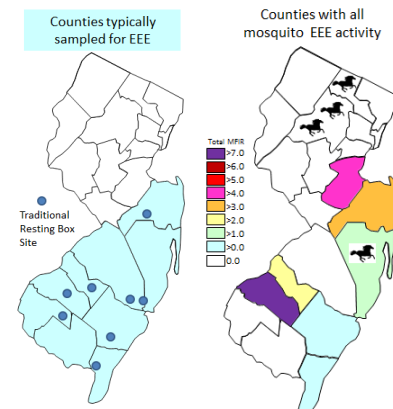 Counties typically
sampled for EEE
Counties with all
mosquito EEE activity
Traditional
Resting Box
Site
Total MFIR
>7.0
>6.0
>5.0
>4.0
>3.0
>2.0
>1.0
>0.0
0.0